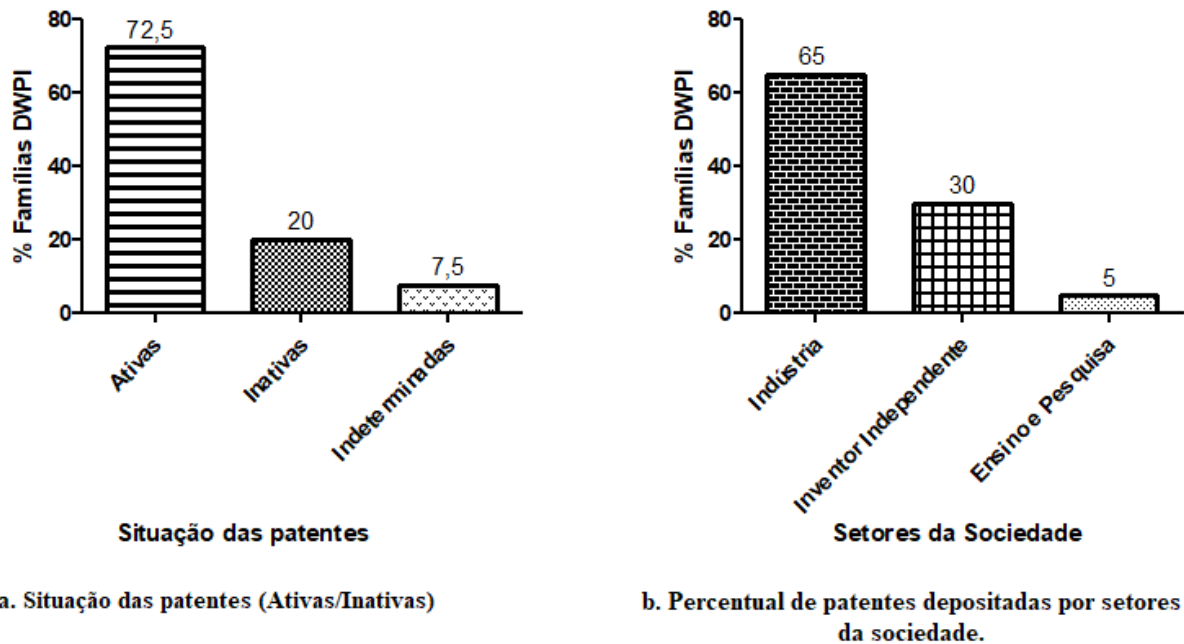 % Famílias DWPI
80
60
40
20
0
72,5
20
7,5
Ativas
Inativas
Indeterminadas
Situação das patentes
a. Situação das patentes (Ativas/Inativas)
% Famílias DWPI
80
60
40
20
0
65
30
5
Indústria
Inventor Independente
Ensino e Pesquisa
Setores da Sociedade
b. Percentual de patentes depositadas por setores
da sociedade.